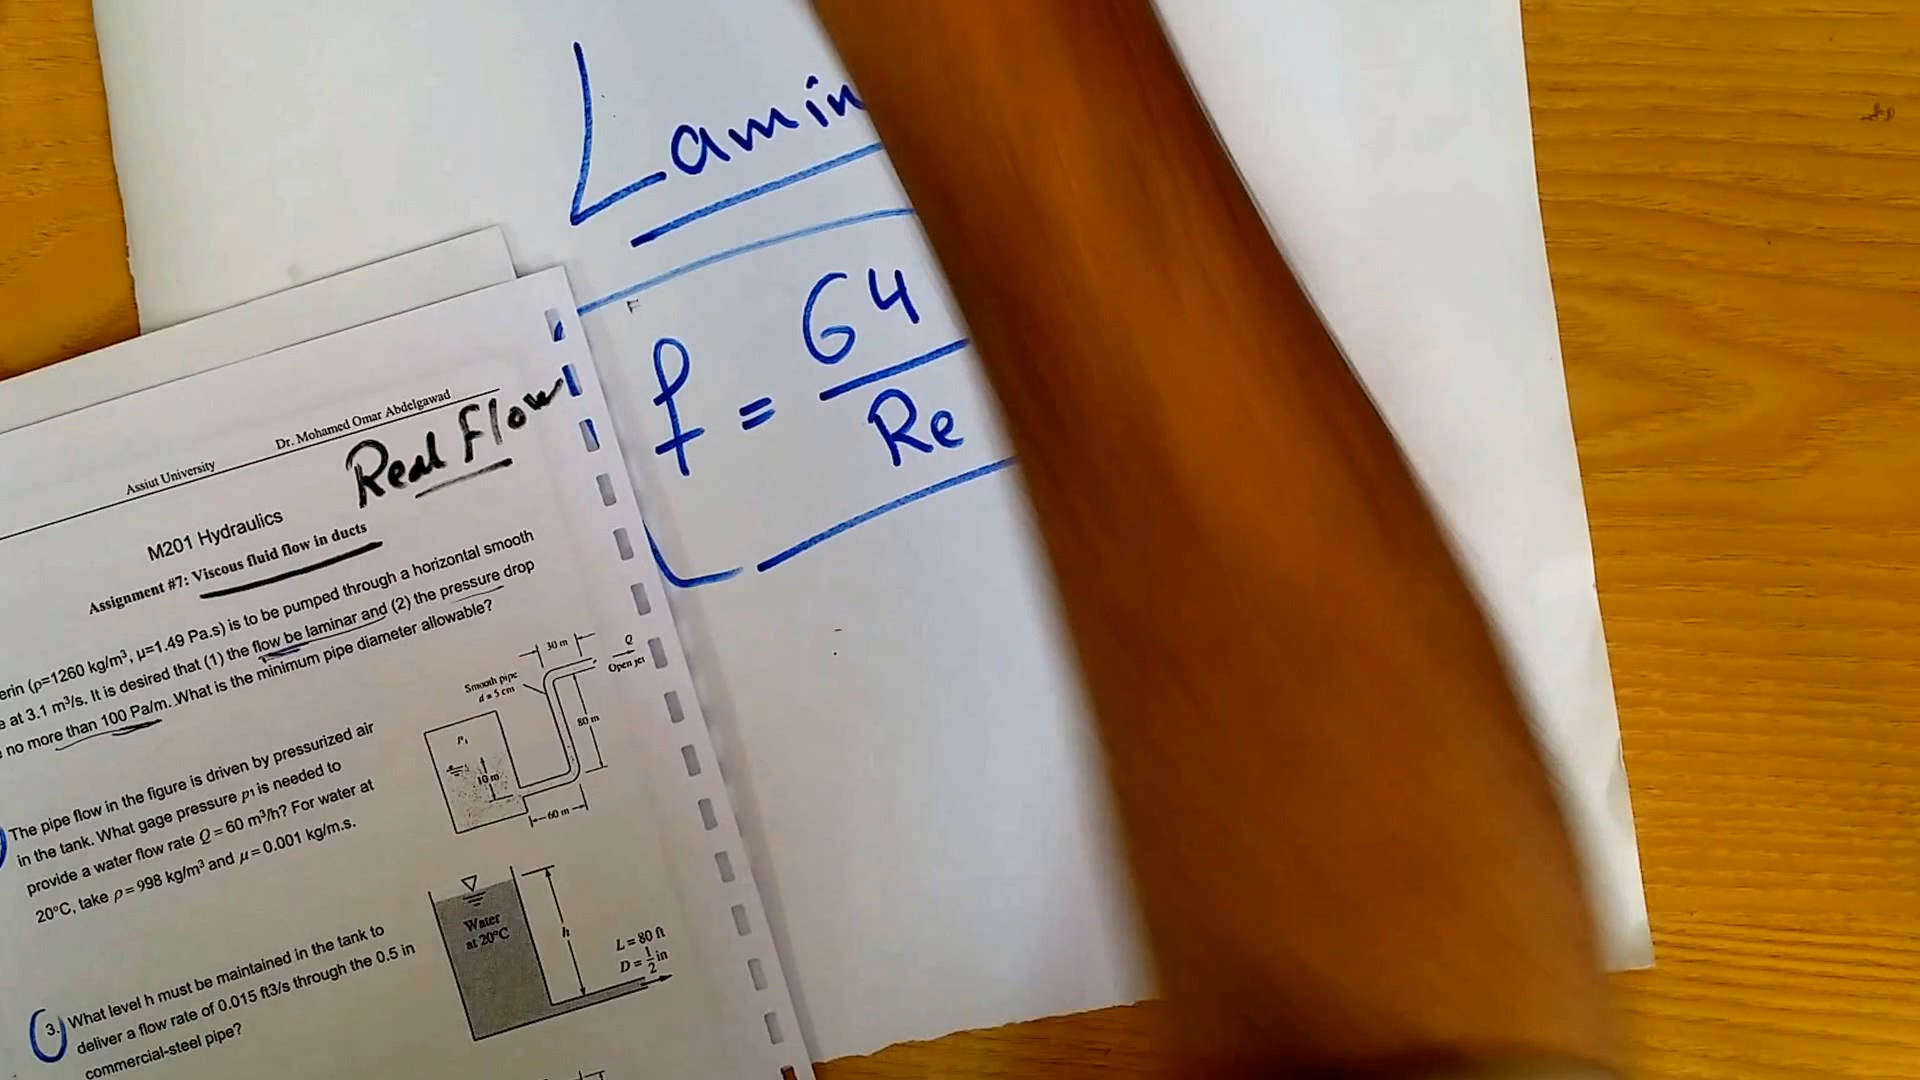 Lamin
f = 64
Re
Assiut University Dr. Mohamed Omar Abdelgawad
Real Flow
M201 Hydraulics
Assignment #7: Viscous fluid flow in ducts
erin (ρ=1260 kg/m³, μ=1.49 Pa.s) is to be pumped through a horizontal smooth
e at 3.1 m³/s. It is desired that (1) the flow be laminar and (2) the pressure drop
no more than 100 Pa/m. What is the minimum pipe diameter allowable?
The pipe flow in the figure is driven by pressurized air
in the tank. What gage pressure p1 is needed to
provide a water flow rate Q = 60 m³/h? For water at
20°C, take ρ = 998 kg/m³ and μ = 0.001 kg/m.s.
30 m
Q
Open jet
Smooth pipe
d = 5 cm
80 m
P₁
10 m
60 m
3. What level h must be maintained in the tank to
deliver a flow rate of 0.015 ft3/s through the 0.5 in
commercial-steel pipe?
Water
at 20°C
h
L = 80 ft
D = 1/2 in